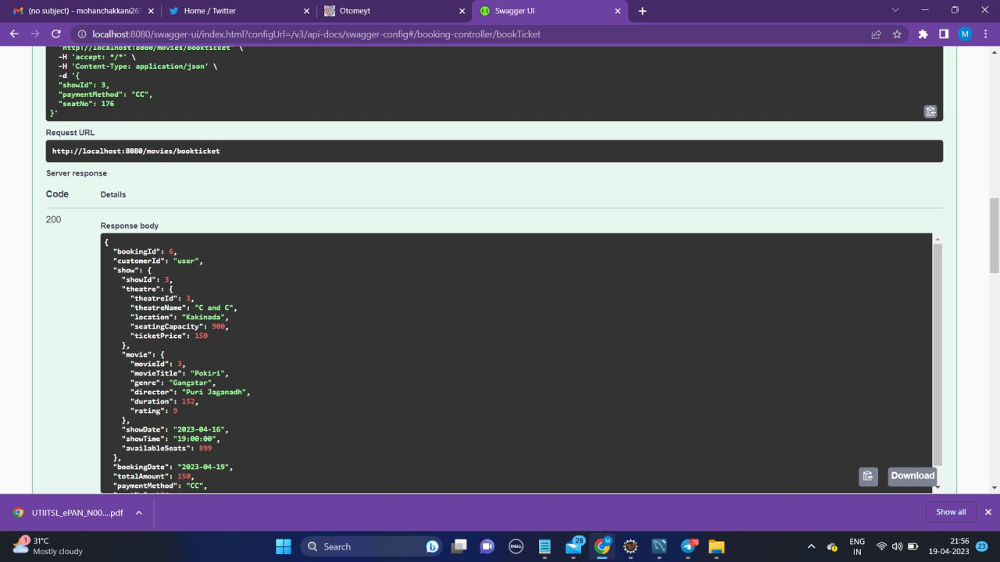 (no subject) - mohanchakkani263
Home / Twitter
Otomeyt
Swagger UI
localhost:8080/swagger-ui/index.html?configUrl=/v3/api-docs/swagger-config#/booking-controller/bookTicket
M
'http://localhost:8080/movies/bookticket' \
-H 'accept: */*' \
-H 'Content-Type: application/json' \
-d '{
"showId": 3,
"paymentMethod": "CC",
"seatNo": 176
}'
Request URL
http://localhost:8080/movies/bookticket
Server response
Code Details
200
Response body
{
"bookingId": 6,
"customerId": "user",
"show": {
"showId": 3,
"theatre": {
"theatreId": 3,
"theatreName": "C and C",
"location": "Kakinada",
"seatingCapacity": 900,
"ticketPrice": 150
},
"movie": {
"movieId": 3,
"movieTitle": "Pokiri",
"genre": "Gangstar",
"director": "Puri Jaganadh",
"duration": 152,
"rating": 9
},
"showDate": "2023-04-16",
"showTime": "19:00:00",
"availableSeats": 899
},
"bookingDate": "2023-04-19",
"totalAmount": 150,
"paymentMethod": "CC",
Download
UTIITSL_ePAN_N00....pdf
Show all
1
31°C
Mostly cloudy
Search
DELL
28
M
70
ENG
IN
21:56
19-04-2023
23